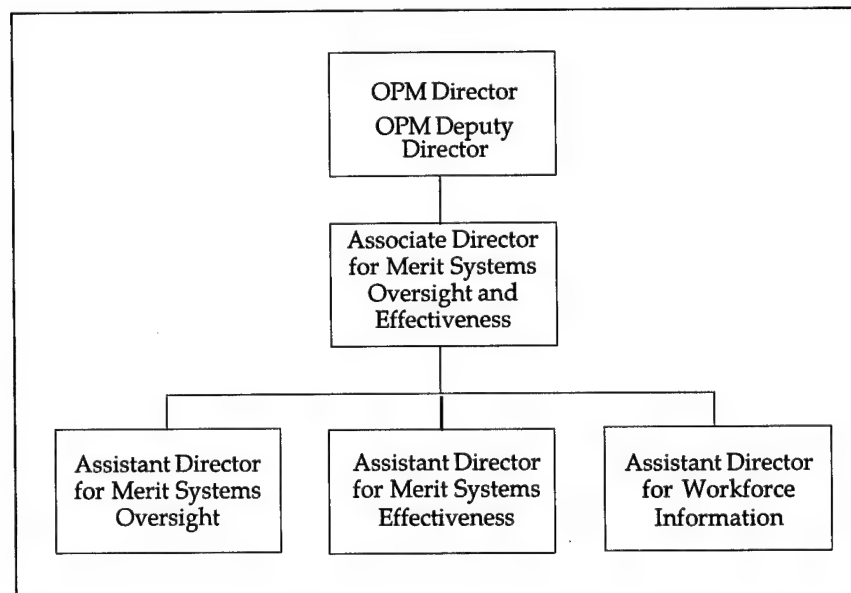 OPM Director
OPM Deputy
Director
Associate Director
for Merit Systems
Oversight and
Effectiveness
Assistant Director
for Merit Systems
Oversight
Assistant Director
for Merit Systems
Effectiveness
Assistant Director
for Workforce
Information